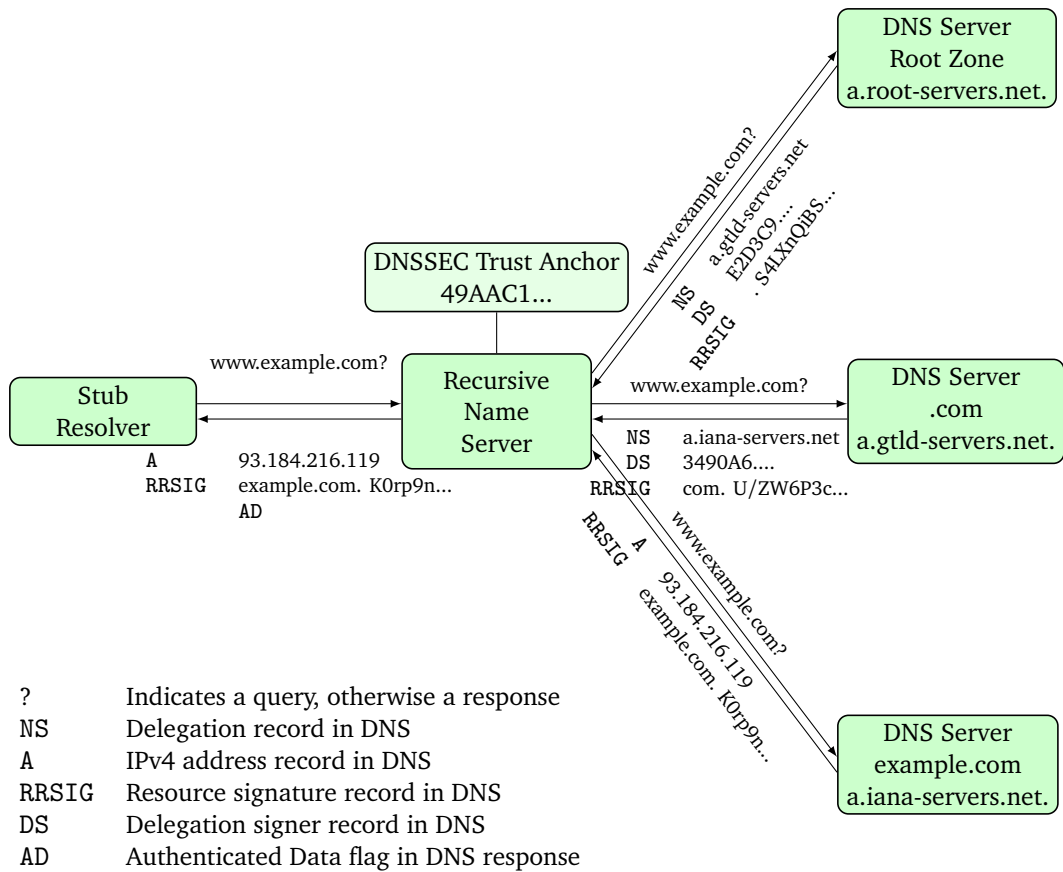 DNS Server
Root Zone
a.root-servers.net.
www.example.com?
NS a.gtld-servers.net
DS E2D3C9....
RRSIG . S4LXnQiBS...
DNSSEC Trust Anchor
49AAC1...
www.example.com?
Stub
Resolver
Recursive
Name
Server
www.example.com?
DNS Server
.com
a.gtld-servers.net.
A 93.184.216.119
RRSIG example.com. K0rp9n...
AD
NS a.iana-servers.net
DS 3490A6....
RRSIG com. U/ZW6P3c...
www.example.com?
A 93.184.216.119
RRSIG example.com. K0rp9n...
DNS Server
example.com
a.iana-servers.net.
? Indicates a query, otherwise a response
NS Delegation record in DNS
A IPv4 address record in DNS
RRSIG Resource signature record in DNS
DS Delegation signer record in DNS
AD Authenticated Data flag in DNS response